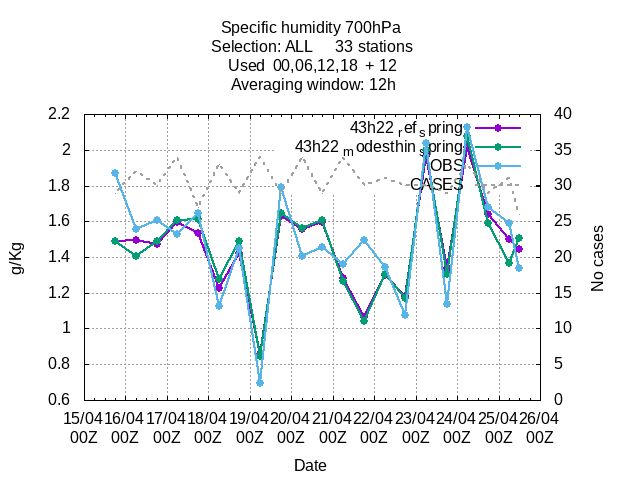 Specific humidity 700hPa
Selection: ALL 33 stations
Used 00,06,12,18 + 12
Averaging window: 12h
g/Kg
2.2
2
1.8
1.6
1.4
1.2
1
0.8
0.6
43h22_ref_spring
43h22_modesthin_spring
OBS
CASES
40
35
30
25
20
15
10
5
0
No cases
15/04 16/04 17/04 18/04 19/04 20/04 21/04 22/04 23/04 24/04 25/04 26/04
00Z 00Z 00Z 00Z 00Z 00Z 00Z 00Z 00Z 00Z 00Z 00Z
Date